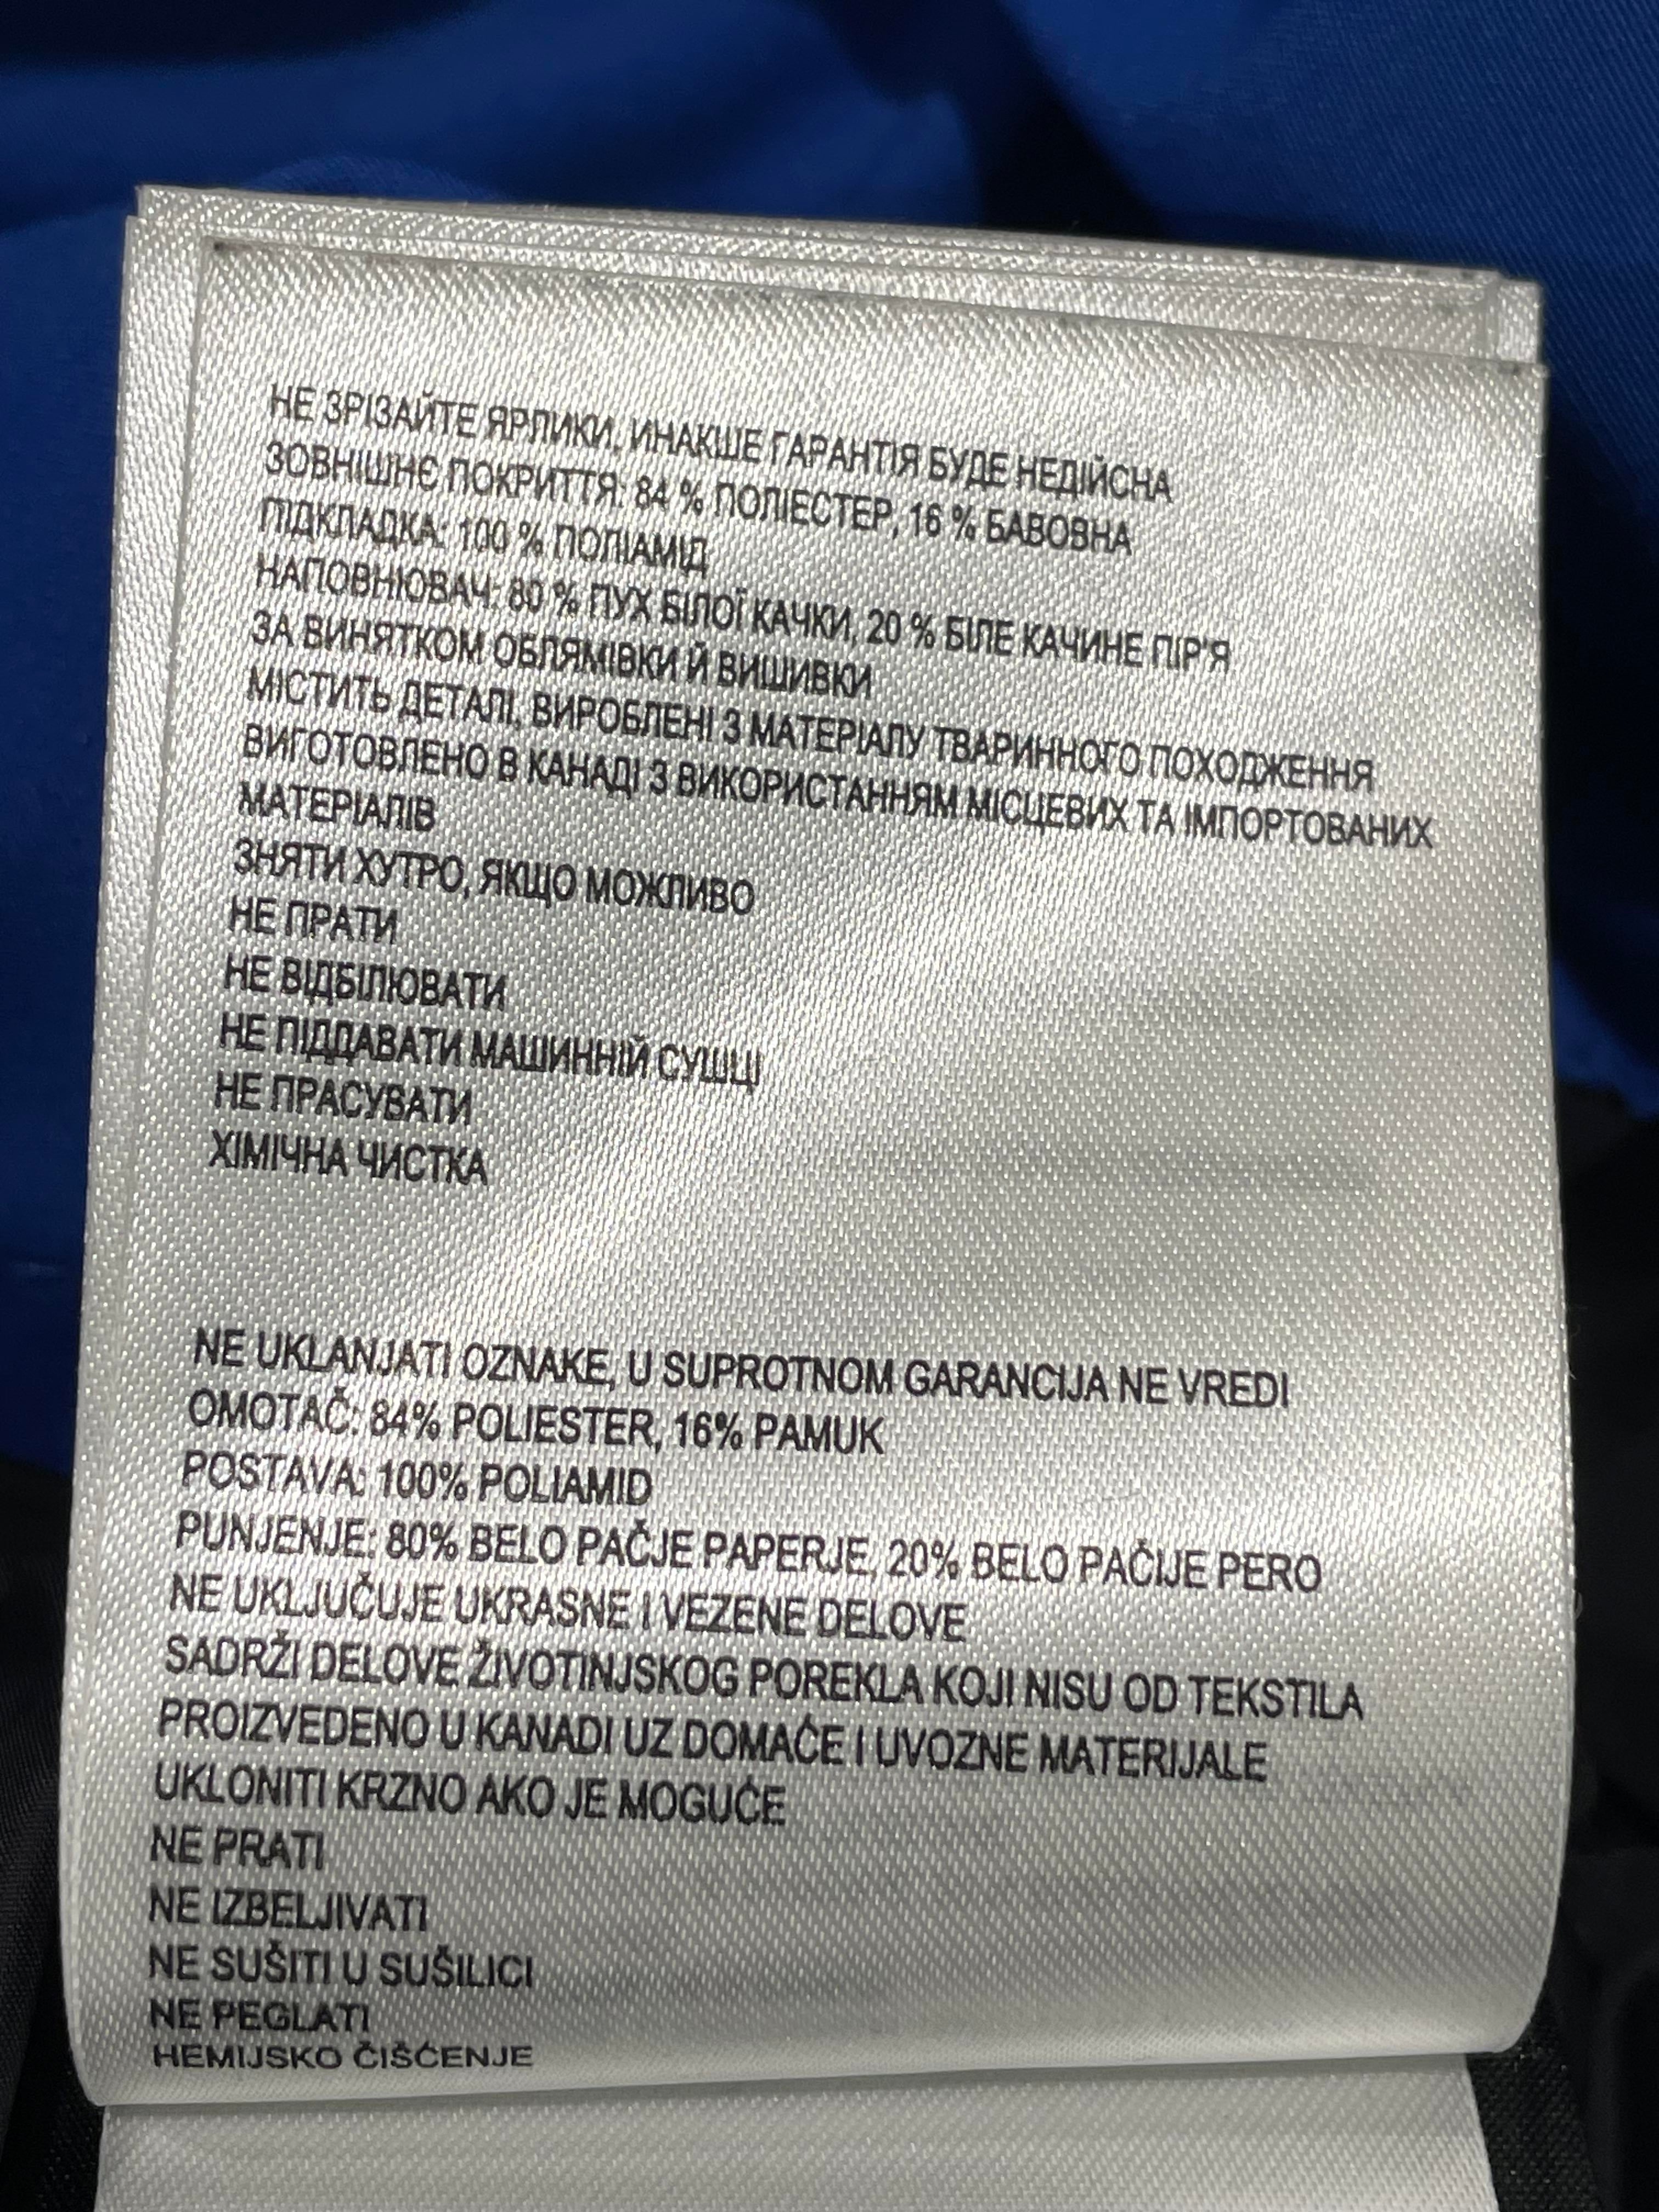 НЕ ЗРІЗАЙТЕ ЯРЛИКИ, ИНАКШЕ ГАРАНТІЯ БУДЕ НЕДІЙСНА
ЗОВНІШНЄ ПОКРИТТЯ: 84 % ПОЛІЕСТЕР, 16 % БАВОВНА
ПІДКЛАДКА: 100 % ПОЛІАМІД
НАПОВНЮВАЧ: 80 % ПУХ БІЛОЇ КАЧКИ, 20 % БІЛЕ КАЧИНЕ ПІР'Я
ЗА ВИНЯТКОМ ОБЛЯМІВКИ Й ВИШИВКИ
МІСТИТЬ ДЕТАЛІ, ВИРОБЛЕНІ З МАТЕРІАЛУ ТВАРИННОГО ПОХОДЖЕННЯ
ВИГОТОВЛЕНО В КАНАДІ З ВИКОРИСТАННЯМ МІСЦЕВИХ ТА ІМПОРТОВАНИХ
МАТЕРІАЛІВ
ЗНЯТИ ХУТРО, ЯКЩО МОЖЛИВО
НЕ ПРАТИ
НЕ ВІДБІЛЮВАТИ
НЕ ПІДДАВАТИ МАШИННІЙ СУШЦІ
НЕ ПРАСУВАТИ
ХІМІЧНА ЧИСТКА
NE UKLANJATI OZNAKE, U SUPROTNOM GARANCIJA NE VREDI
OMOTAČ: 84% POLIESTER, 16% PAMUK
POSTAVA: 100% POLIAMID
PUNJENJE: 80% BELO PAČJE PAPERJE, 20% BELO PAČIJE PERO
NE UKLJUČUJE UKRASNE I VEZENE DELOVE
SADRŽI DELOVE ŽIVOTINJSKOG POREKLA KOJI NISU OD TEKSTILA
PROIZVEDENO U KANADI UZ DOMAĆE I UVOZNE MATERIJALE
UKLONITI KRZNO AKO JE MOGUĆE
NE PRATI
NE IZBELJIVATI
NE SUŠITI U SUŠILICI
NE PEGLATI
HEMIJSKO ČIŠĆENJE